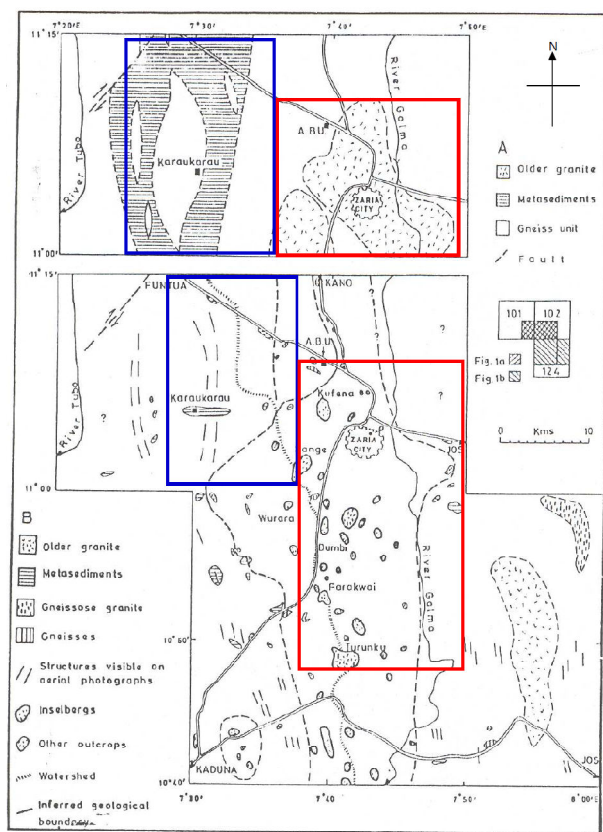 7°20'E
7°30'
7°40'
7°50'E
11°15'
N
River Tubo
River Galma
A.B.U
Karaukarau
ZARIA
CITY
11°00'
A
Older granite
Metasediments
Gneiss unit
Fault
11°15'
FUNTUA
KANO
?
?
?
A.B.U
101
102
Fig.1a
Fig.1b
124
Kufena
Karaukarau
ZARIA
CITY
River Tubo
Kms
0
10
JOS
11°00'
B
Wurara
Older granite
Dumbi
Metasediments
River Galma
Farakwai
Gneissose granite
Gneisses
10°50'
Turunku
Structures visible on
aerial photographs
Inselbergs
Other outcrops
KADUNA
JOS
Watershed
10°40'
Inferred geological
boundary
7°30'
7°40'
7°50'
8°00'E